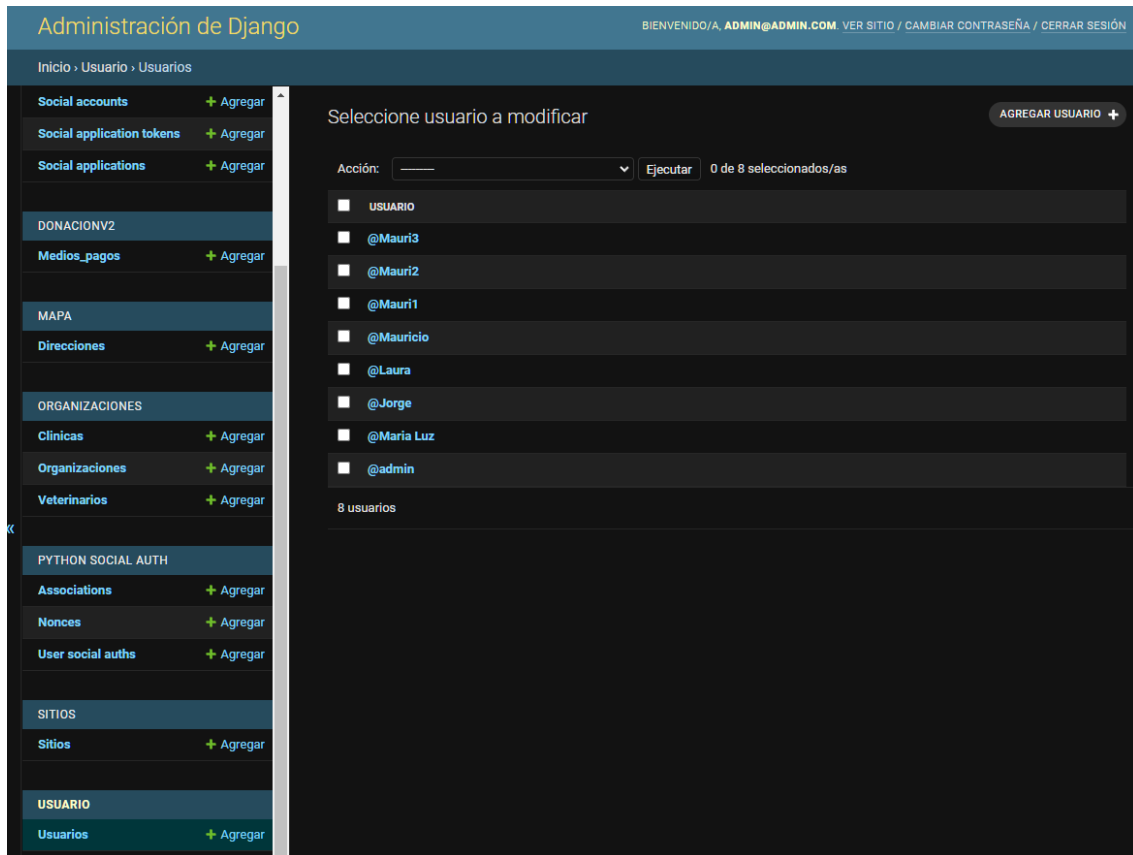 Administración de Django
BIENVENIDO/A, ADMIN@ADMIN.COM. VER SITIO / CAMBIAR CONTRASEÑA / CERRAR SESIÓN
Inicio › Usuario › Usuarios
Social accounts + Agregar
Social application tokens + Agregar
Social applications + Agregar
DONACIONV2
Medios_pagos + Agregar
MAPA
Direcciones + Agregar
ORGANIZACIONES
Clinicas + Agregar
Organizaciones + Agregar
Veterinarios + Agregar
PYTHON SOCIAL AUTH
Associations + Agregar
Nonces + Agregar
User social auths + Agregar
SITIOS
Sitios + Agregar
USUARIO
Usuarios + Agregar
«
Seleccione usuario a modificar
AGREGAR USUARIO +
Acción: --------- Ejecutar 0 de 8 seleccionados/as
USUARIO
@Mauri3
@Mauri2
@Mauri1
@Mauricio
@Laura
@Jorge
@Maria Luz
@admin
8 usuarios